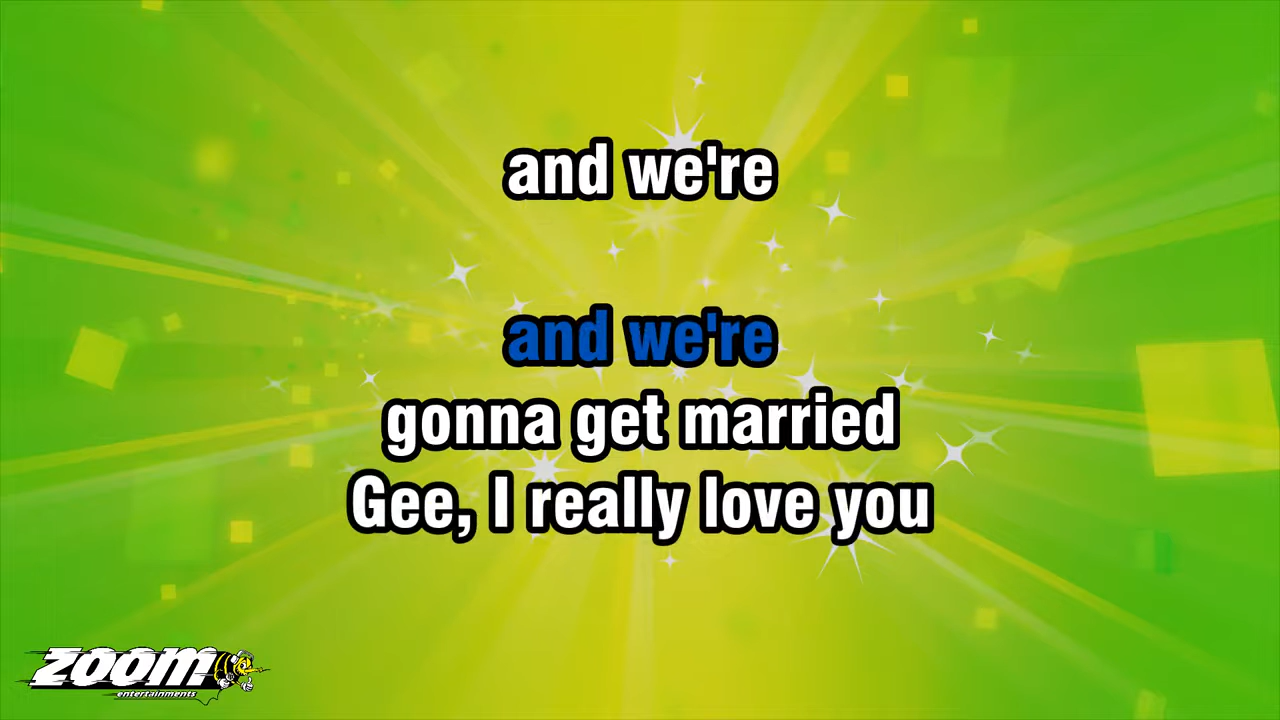 and we're
and we're
gonna get married
Gee, I really love you
zoom
entertainments